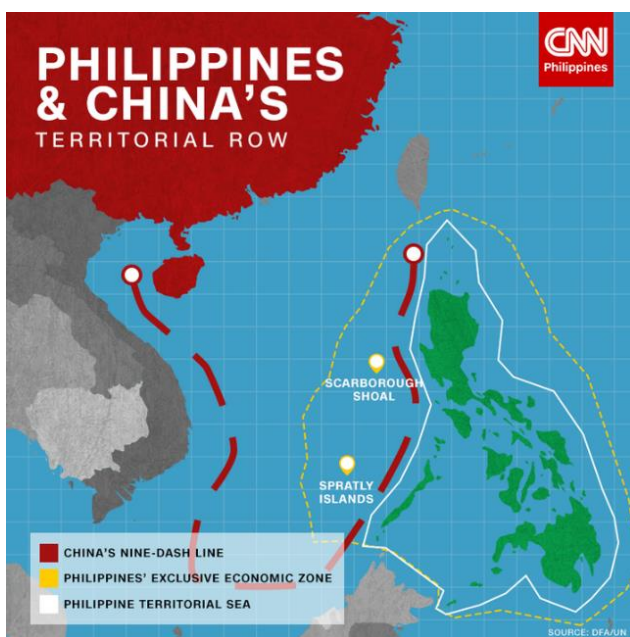 CNN
Philippines
PHILIPPINES
& CHINA'S
TERRITORIAL ROW
SCARBOROUGH
SHOAL
SPRATLY
ISLANDS
CHINA'S NINE-DASH LINE
PHILIPPINES' EXCLUSIVE ECONOMIC ZONE
PHILIPPINE TERRITORIAL SEA
SOURCE: DFA/UN